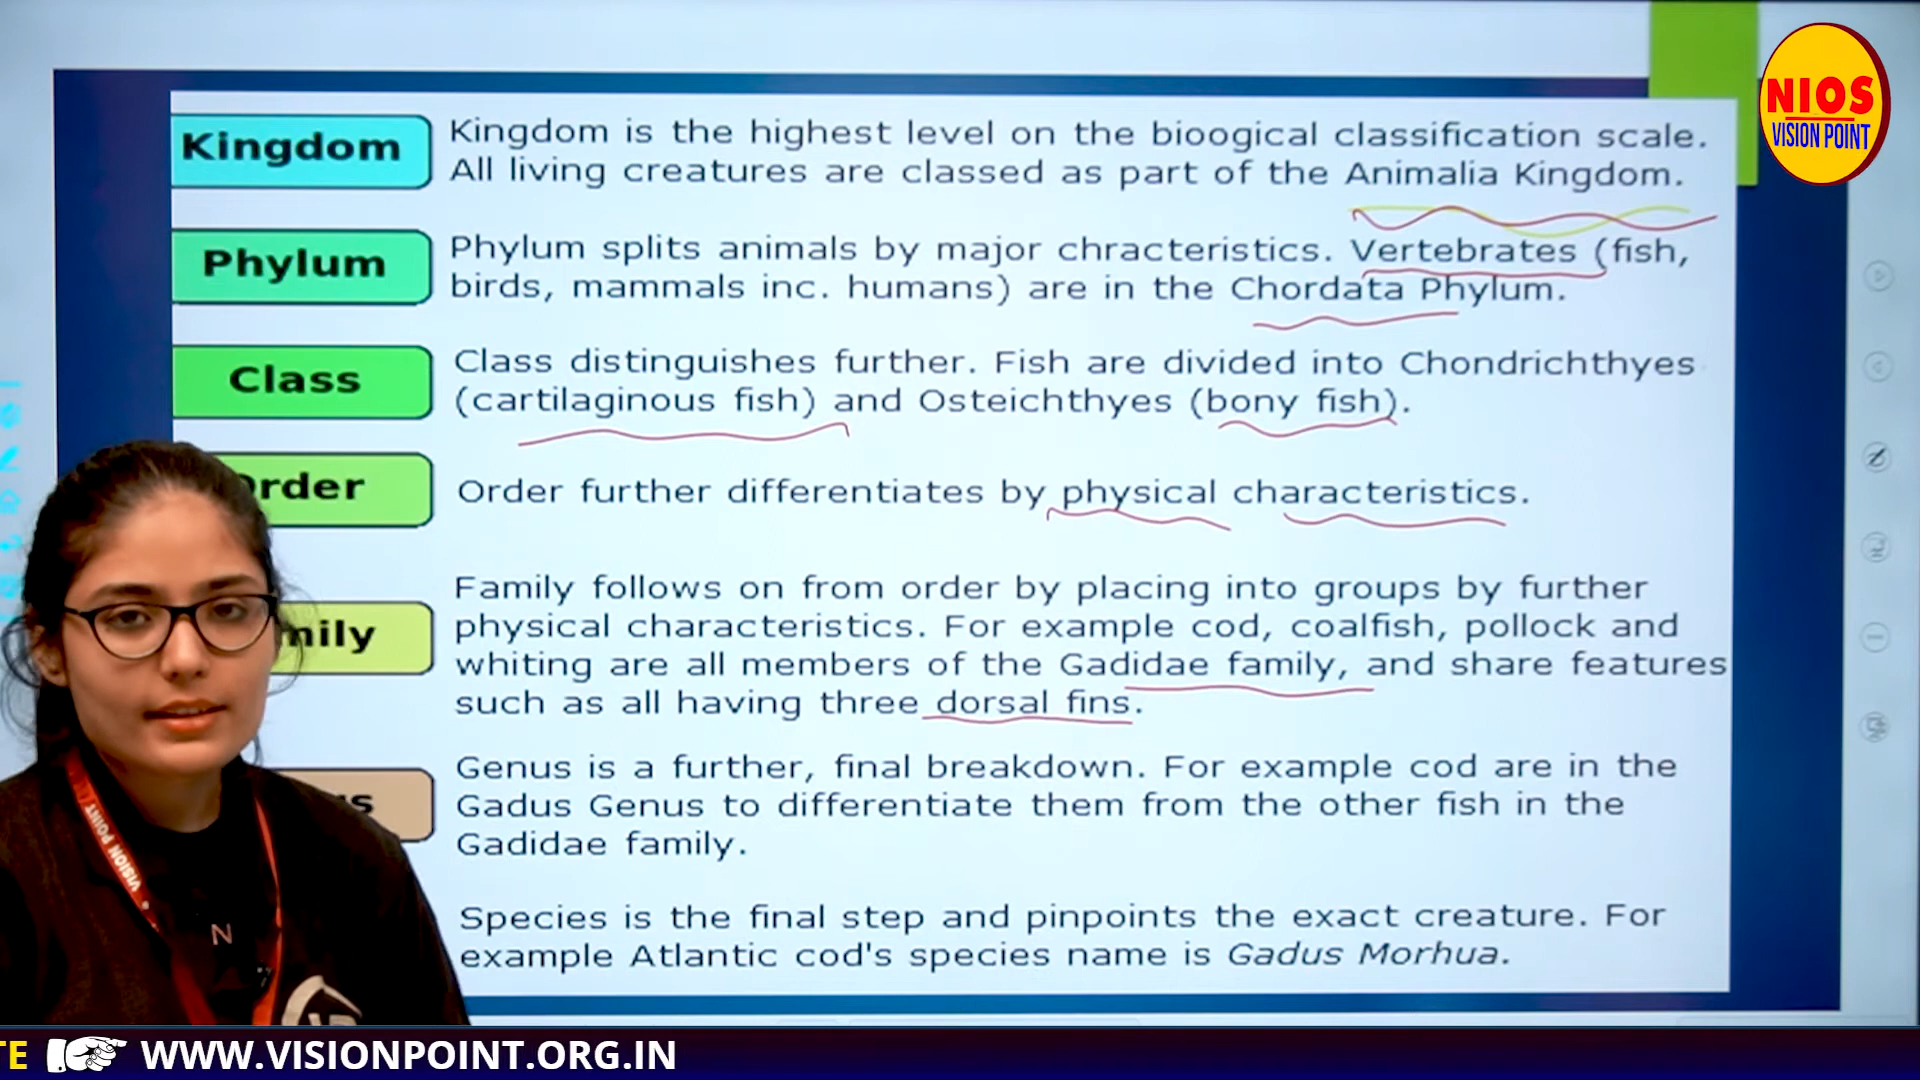 NIOS
VISION POINT
Kingdom
Kingdom is the highest level on the bioogical classification scale.
All living creatures are classed as part of the Animalia Kingdom.
Phylum
Phylum splits animals by major chracteristics. Vertebrates (fish,
birds, mammals inc. humans) are in the Chordata Phylum.
Class
Class distinguishes further. Fish are divided into Chondrichthyes
(cartilaginous fish) and Osteichthyes (bony fish).
rder
Order further differentiates by physical characteristics.
mily
Family follows on from order by placing into groups by further
physical characteristics. For example cod, coalfish, pollock and
whiting are all members of the Gadidae family, and share features
such as all having three dorsal fins.
s
Genus is a further, final breakdown. For example cod are in the
Gadus Genus to differentiate them from the other fish in the
Gadidae family.
Species is the final step and pinpoints the exact creature. For
example Atlantic cod's species name is Gadus Morhua.
VISION POINT
N
TE WWW.VISIONPOINT.ORG.IN